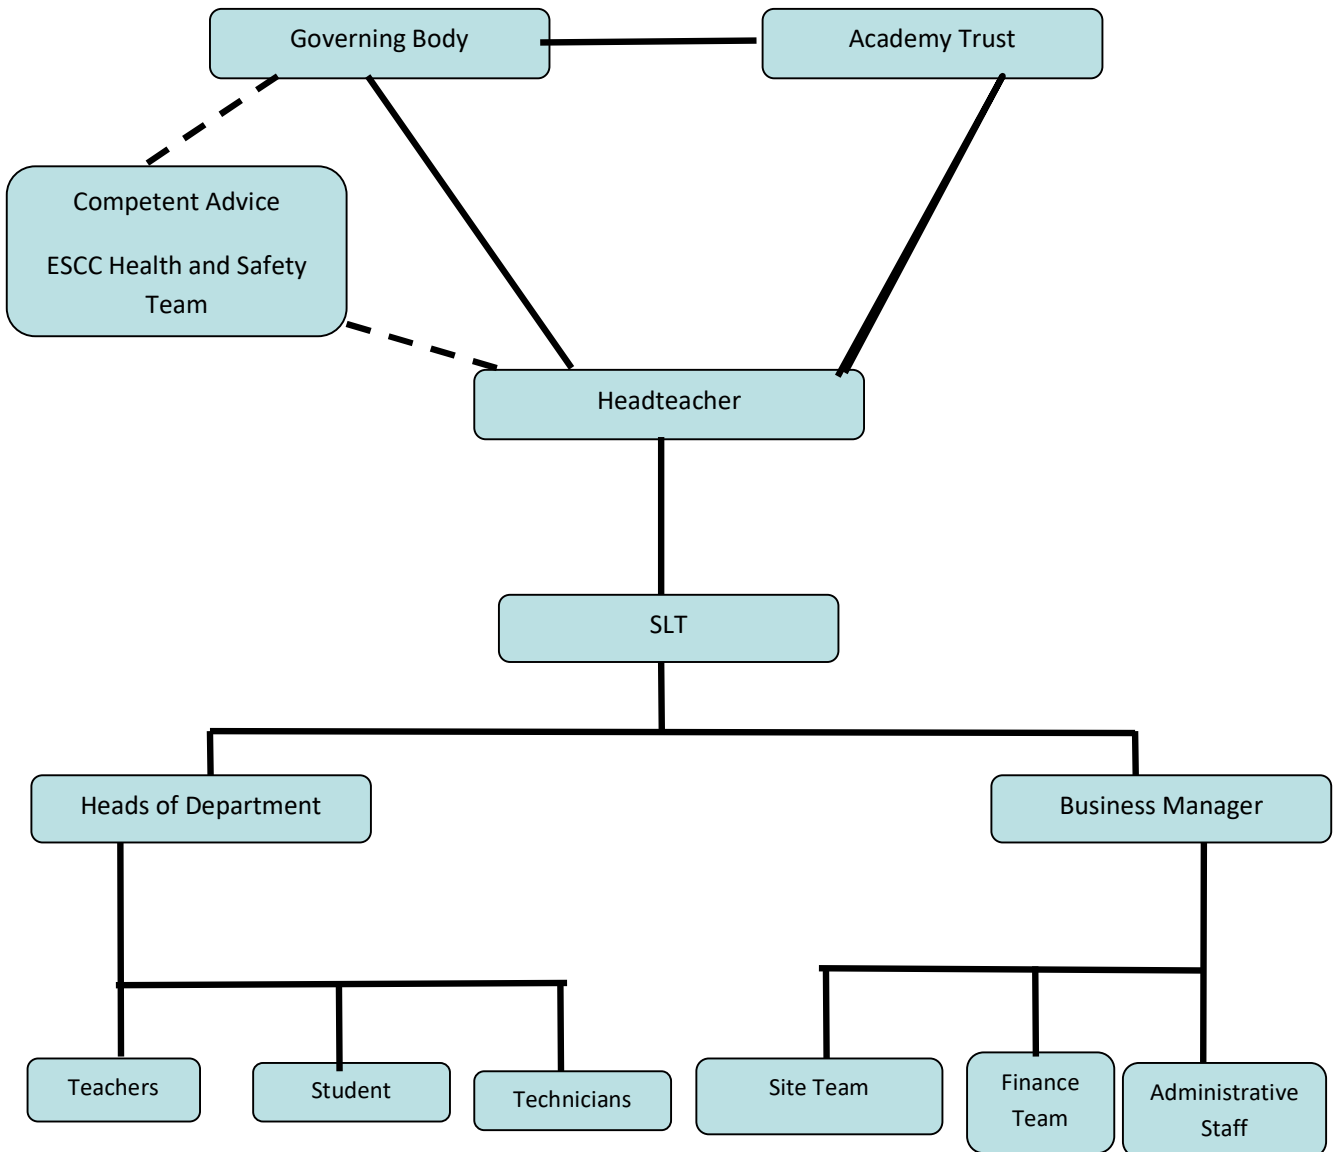 Governing Body
Academy Trust
Competent Advice
ESCC Health and Safety
Team
Headteacher
SLT
Heads of Department
Business Manager
Teachers
Student
Technicians
Site Team
Finance
Team
Administrative
Staff